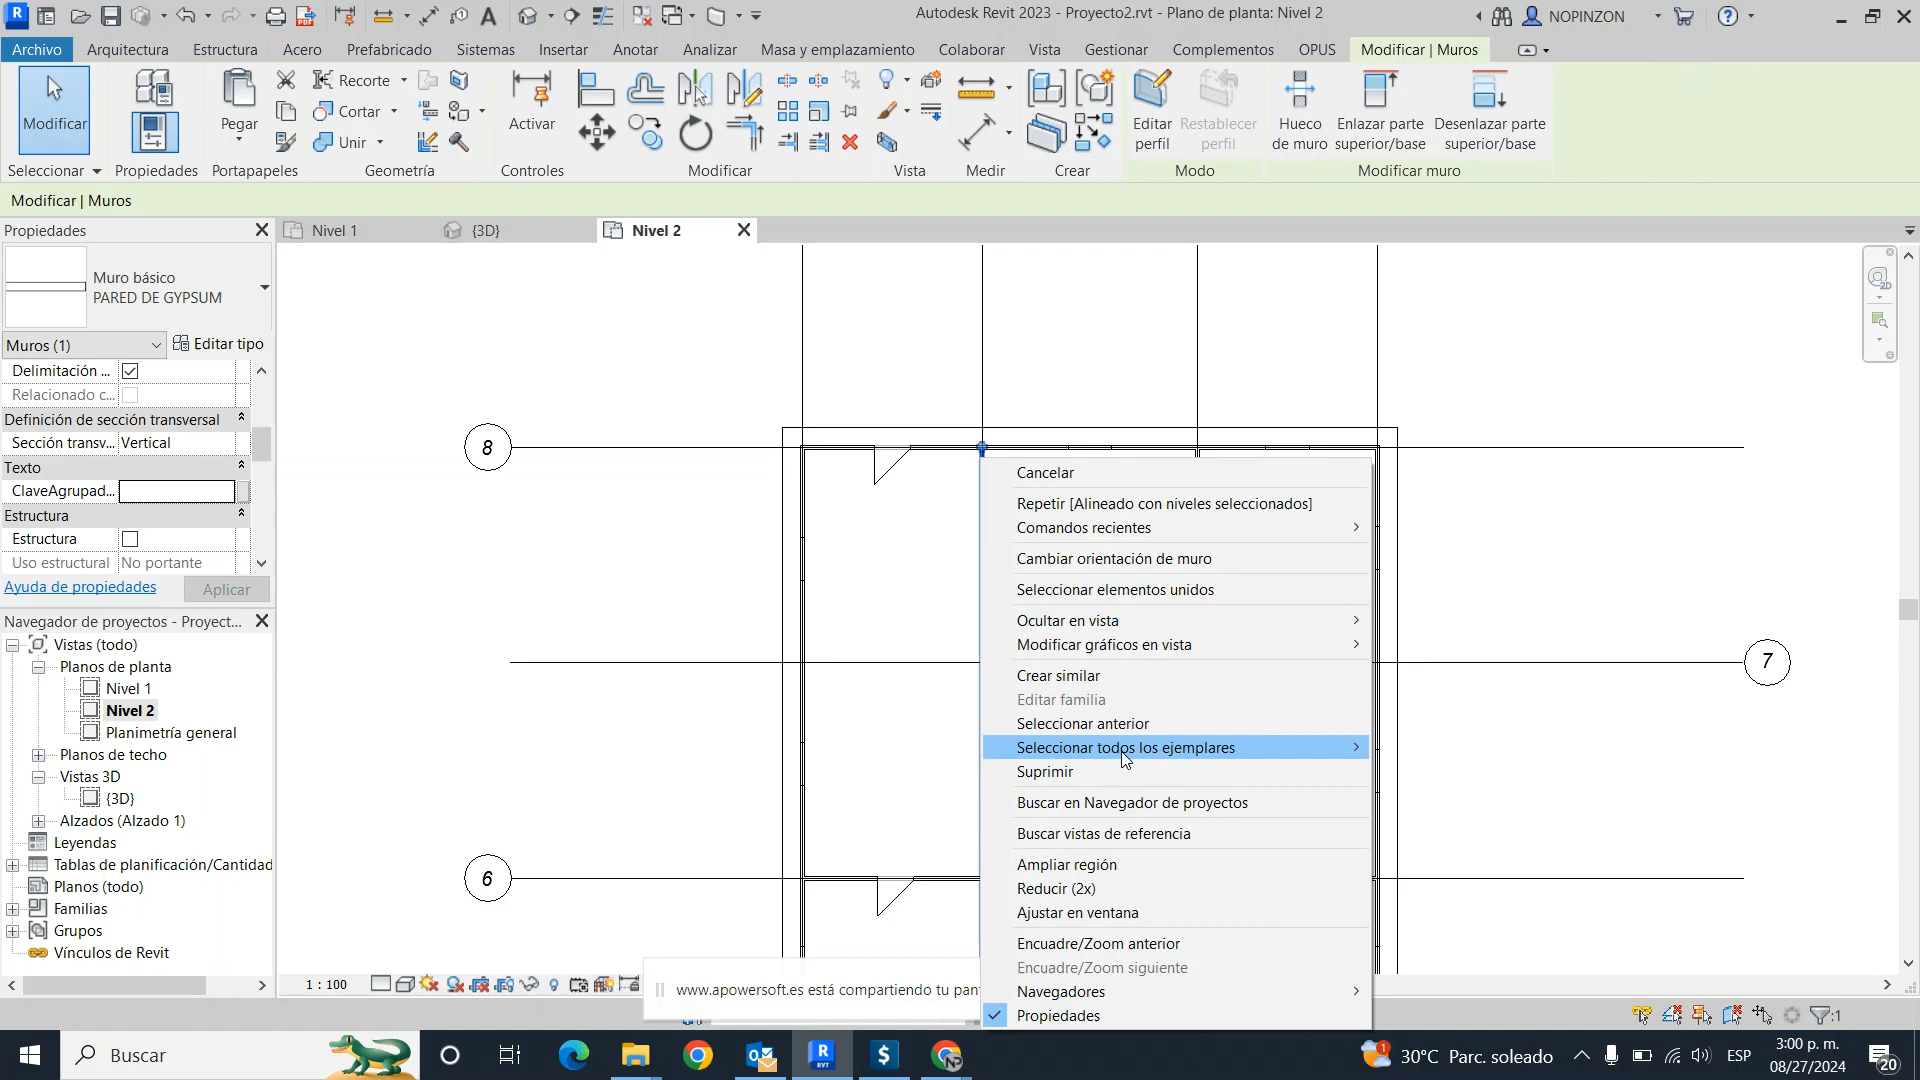 Autodesk Revit 2023 - Proyecto2.rvt - Plano de planta: Nivel 2
NOPINZON
Archivo
Arquitectura
Estructura
Acero
Prefabricado
Sistemas
Insertar
Anotar
Analizar
Masa y emplazamiento
Colaborar
Vista
Gestionar
Complementos
OPUS
Modificar | Muros
Modificar
Pegar
Recorte
Cortar
Unir
Activar
Editar perfil
Restablecer perfil
Hueco de muro
Enlazar parte superior/base
Desenlazar parte superior/base
Seleccionar
Propiedades
Portapapeles
Geometría
Controles
Modificar
Vista
Medir
Crear
Modo
Modificar muro
Modificar | Muros
Propiedades
Nivel 1
{3D}
Nivel 2
Muro básico
PARED DE GYPSUM
Muros (1)
Editar tipo
Delimitación ...
Relacionado c...
Definición de sección transversal
Sección transv... Vertical
Texto
ClaveAgrupad...
Estructura
Estructura
Uso estructural No portante
Ayuda de propiedades
Aplicar
Navegador de proyectos - Proyect...
Vistas (todo)
Planos de planta
Nivel 1
Nivel 2
Planimetría general
Planos de techo
Vistas 3D
{3D}
Alzados (Alzado 1)
Leyendas
Tablas de planificación/Cantidad
Planos (todo)
Familias
Grupos
Vínculos de Revit
8
7
6
2D
Cancelar
Repetir [Alineado con niveles seleccionados]
Comandos recientes
Cambiar orientación de muro
Seleccionar elementos unidos
Ocultar en vista
Modificar gráficos en vista
Crear similar
Editar familia
Seleccionar anterior
Seleccionar todos los ejemplares
Suprimir
Buscar en Navegador de proyectos
Buscar vistas de referencia
Ampliar región
Reducir (2x)
Ajustar en ventana
Encuadre/Zoom anterior
Encuadre/Zoom siguiente
Navegadores
Propiedades
1 : 100
www.apowersoft.es está compartiendo tu pan
:1
Buscar
30°C Parc. soleado
ESP
3:00 p. m.
08/27/2024
20